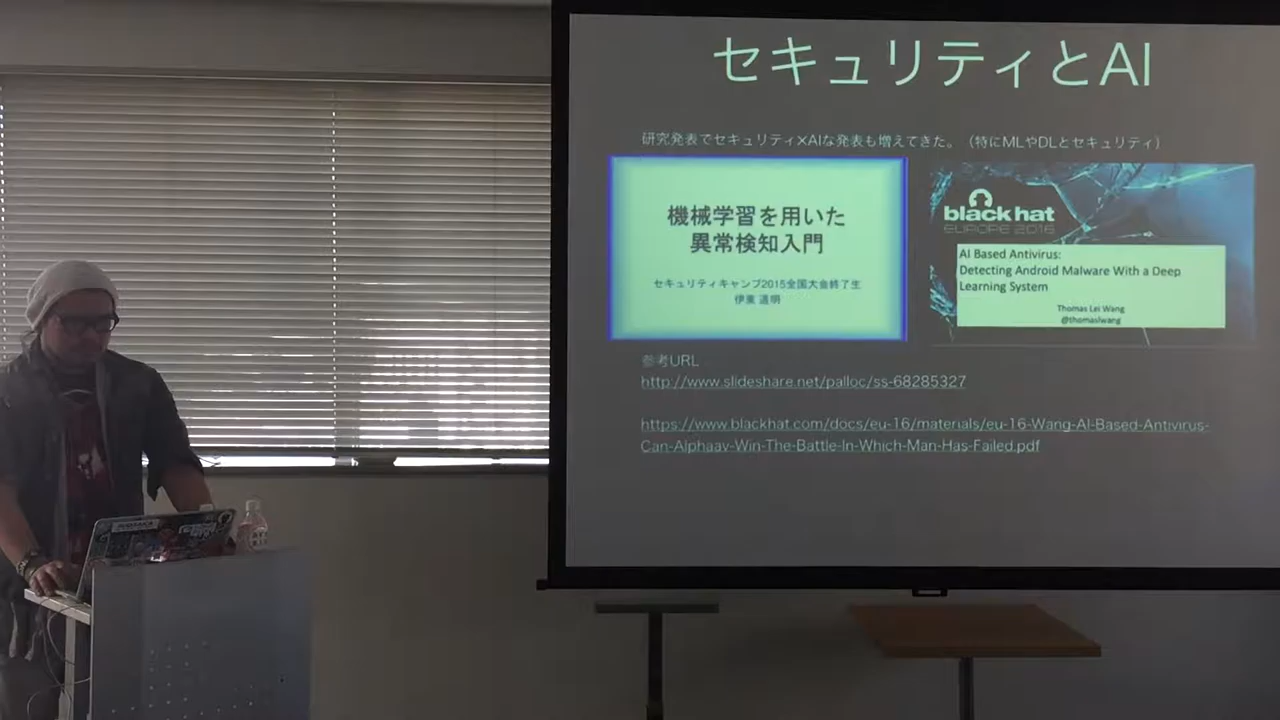 セキュリティとAI
研究発表でセキュリティ×AIな発表も増えてきた。（特にMLやDLとセキュリティ）
機械学習を用いた
異常検知入門
セキュリティキャンプ2015全国大会終了生
伊東 道明
black hat
EUROPE 2016
AI Based Antivirus:
Detecting Android Malware With a Deep
Learning System
Thomas Lei Wang
@thomaslwang
参考URL
http://www.slideshare.net/palloc/ss-68285327
https://www.blackhat.com/docs/eu-16/materials/eu-16-Wang-AI-Based-Antivirus-
Can-Alphaav-Win-The-Battle-In-Which-Man-Has-Failed.pdf